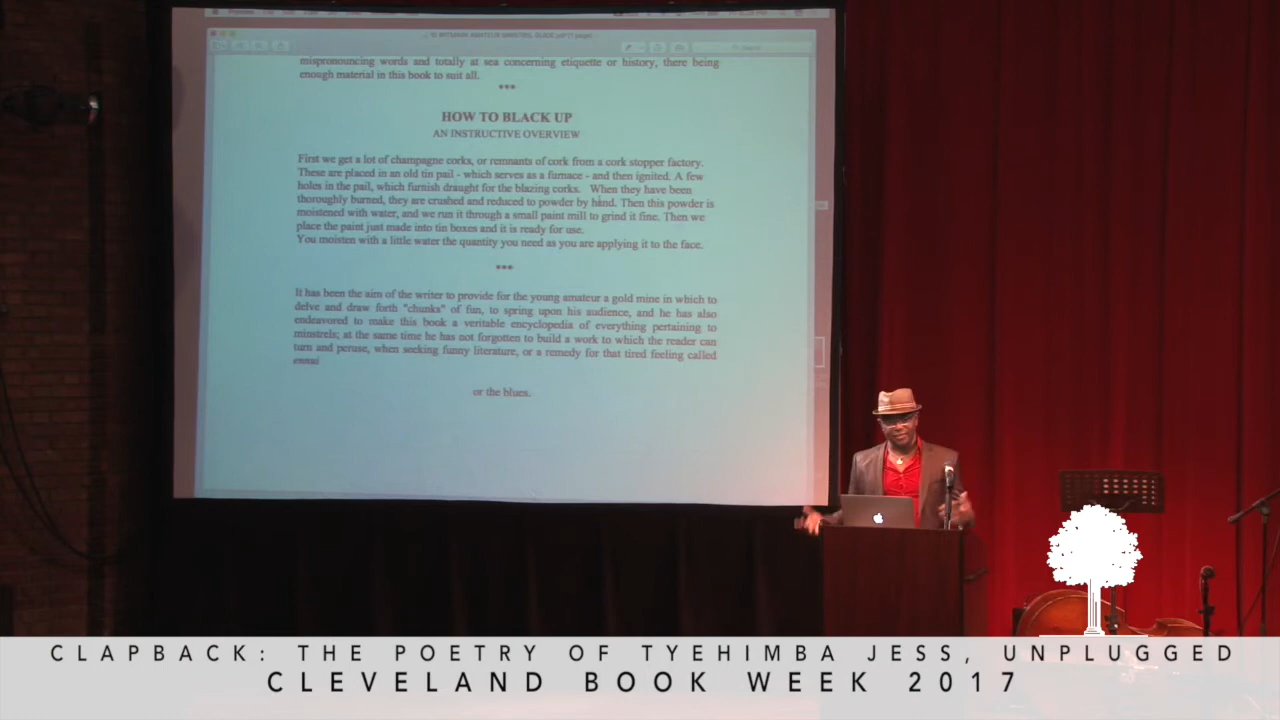 mispronouncing words and totally at sea concerning etiquette or history, there being
enough material in this book to suit all.
***
HOW TO BLACK UP
AN INSTRUCTIVE OVERVIEW
First we get a lot of champagne corks, or remnants of cork from a cork stopper factory.
These are placed in an old tin pail - which serves as a furnace - and then ignited. A few
holes in the pail, which furnish draught for the blazing corks. When they have been
thoroughly burned, they are crushed and reduced to powder by hand. Then this powder is
moistened with water, and we run it through a small paint mill to grind it fine. Then we
place the paint just made into tin boxes and it is ready for use.
You moisten with a little water the quantity you need as you are applying it to the face.
***
It has been the aim of the writer to provide for the young amateur a gold mine in which to
delve and draw forth "chunks" of fun, to spring upon his audience, and he has also
endeavored to make this book a veritable encyclopedia of everything pertaining to
minstrels; at the same time he has not forgotten to build a work to which the reader can
turn and peruse, when seeking funny literature, or a remedy for that tired feeling called
ennui
or the blues.
CLAPBACK: THE POETRY OF TYEHIMBA JESS, UNPLUGGED
CLEVELAND BOOK WEEK 2017